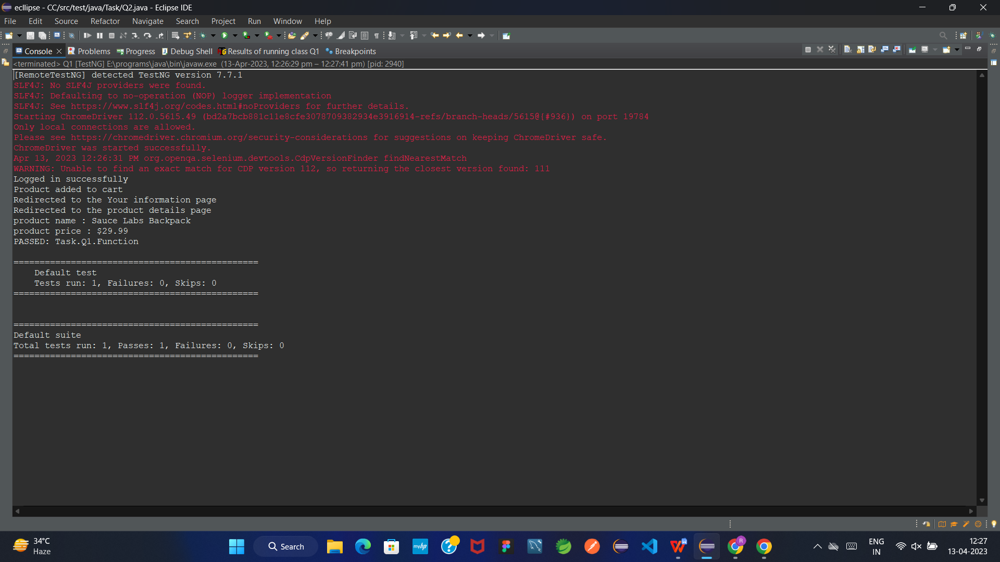 ecllipse - CC/src/test/java/Task/Q2.java - Eclipse IDE
File Edit Source Refactor Navigate Search Project Run Window Help
Console Problems Progress Debug Shell Results of running class Q1 Breakpoints
<terminated> Q1 [TestNG] E:\programs\java\bin\javaw.exe (13-Apr-2023, 12:26:29 pm – 12:27:41 pm) [pid: 2940]
[RemoteTestNG] detected TestNG version 7.7.1
SLF4J: No SLF4J providers were found.
SLF4J: Defaulting to no-operation (NOP) logger implementation
SLF4J: See https://www.slf4j.org/codes.html#noProviders for further details.
Starting ChromeDriver 112.0.5615.49 (bd2a7bcb881c11e8cfe3078709382934e3916914-refs/branch-heads/5615@{#936}) on port 19784
Only local connections are allowed.
Please see https://chromedriver.chromium.org/security-considerations for suggestions on keeping ChromeDriver safe.
ChromeDriver was started successfully.
Apr 13, 2023 12:26:31 PM org.openqa.selenium.devtools.CdpVersionFinder findNearestMatch
WARNING: Unable to find an exact match for CDP version 112, so returning the closest version found: 111
Logged in successfully
Product added to cart
Redirected to the Your information page
Redirected to the product details page
product name : Sauce Labs Backpack
product price : $29.99
PASSED: Task.Q1.Function
===============================================
Default test
Tests run: 1, Failures: 0, Skips: 0
===============================================
===============================================
Default suite
Total tests run: 1, Passes: 1, Failures: 0, Skips: 0
===============================================
34°C
Haze
Search
myhp
R
ENG
IN
12:27
13-04-2023